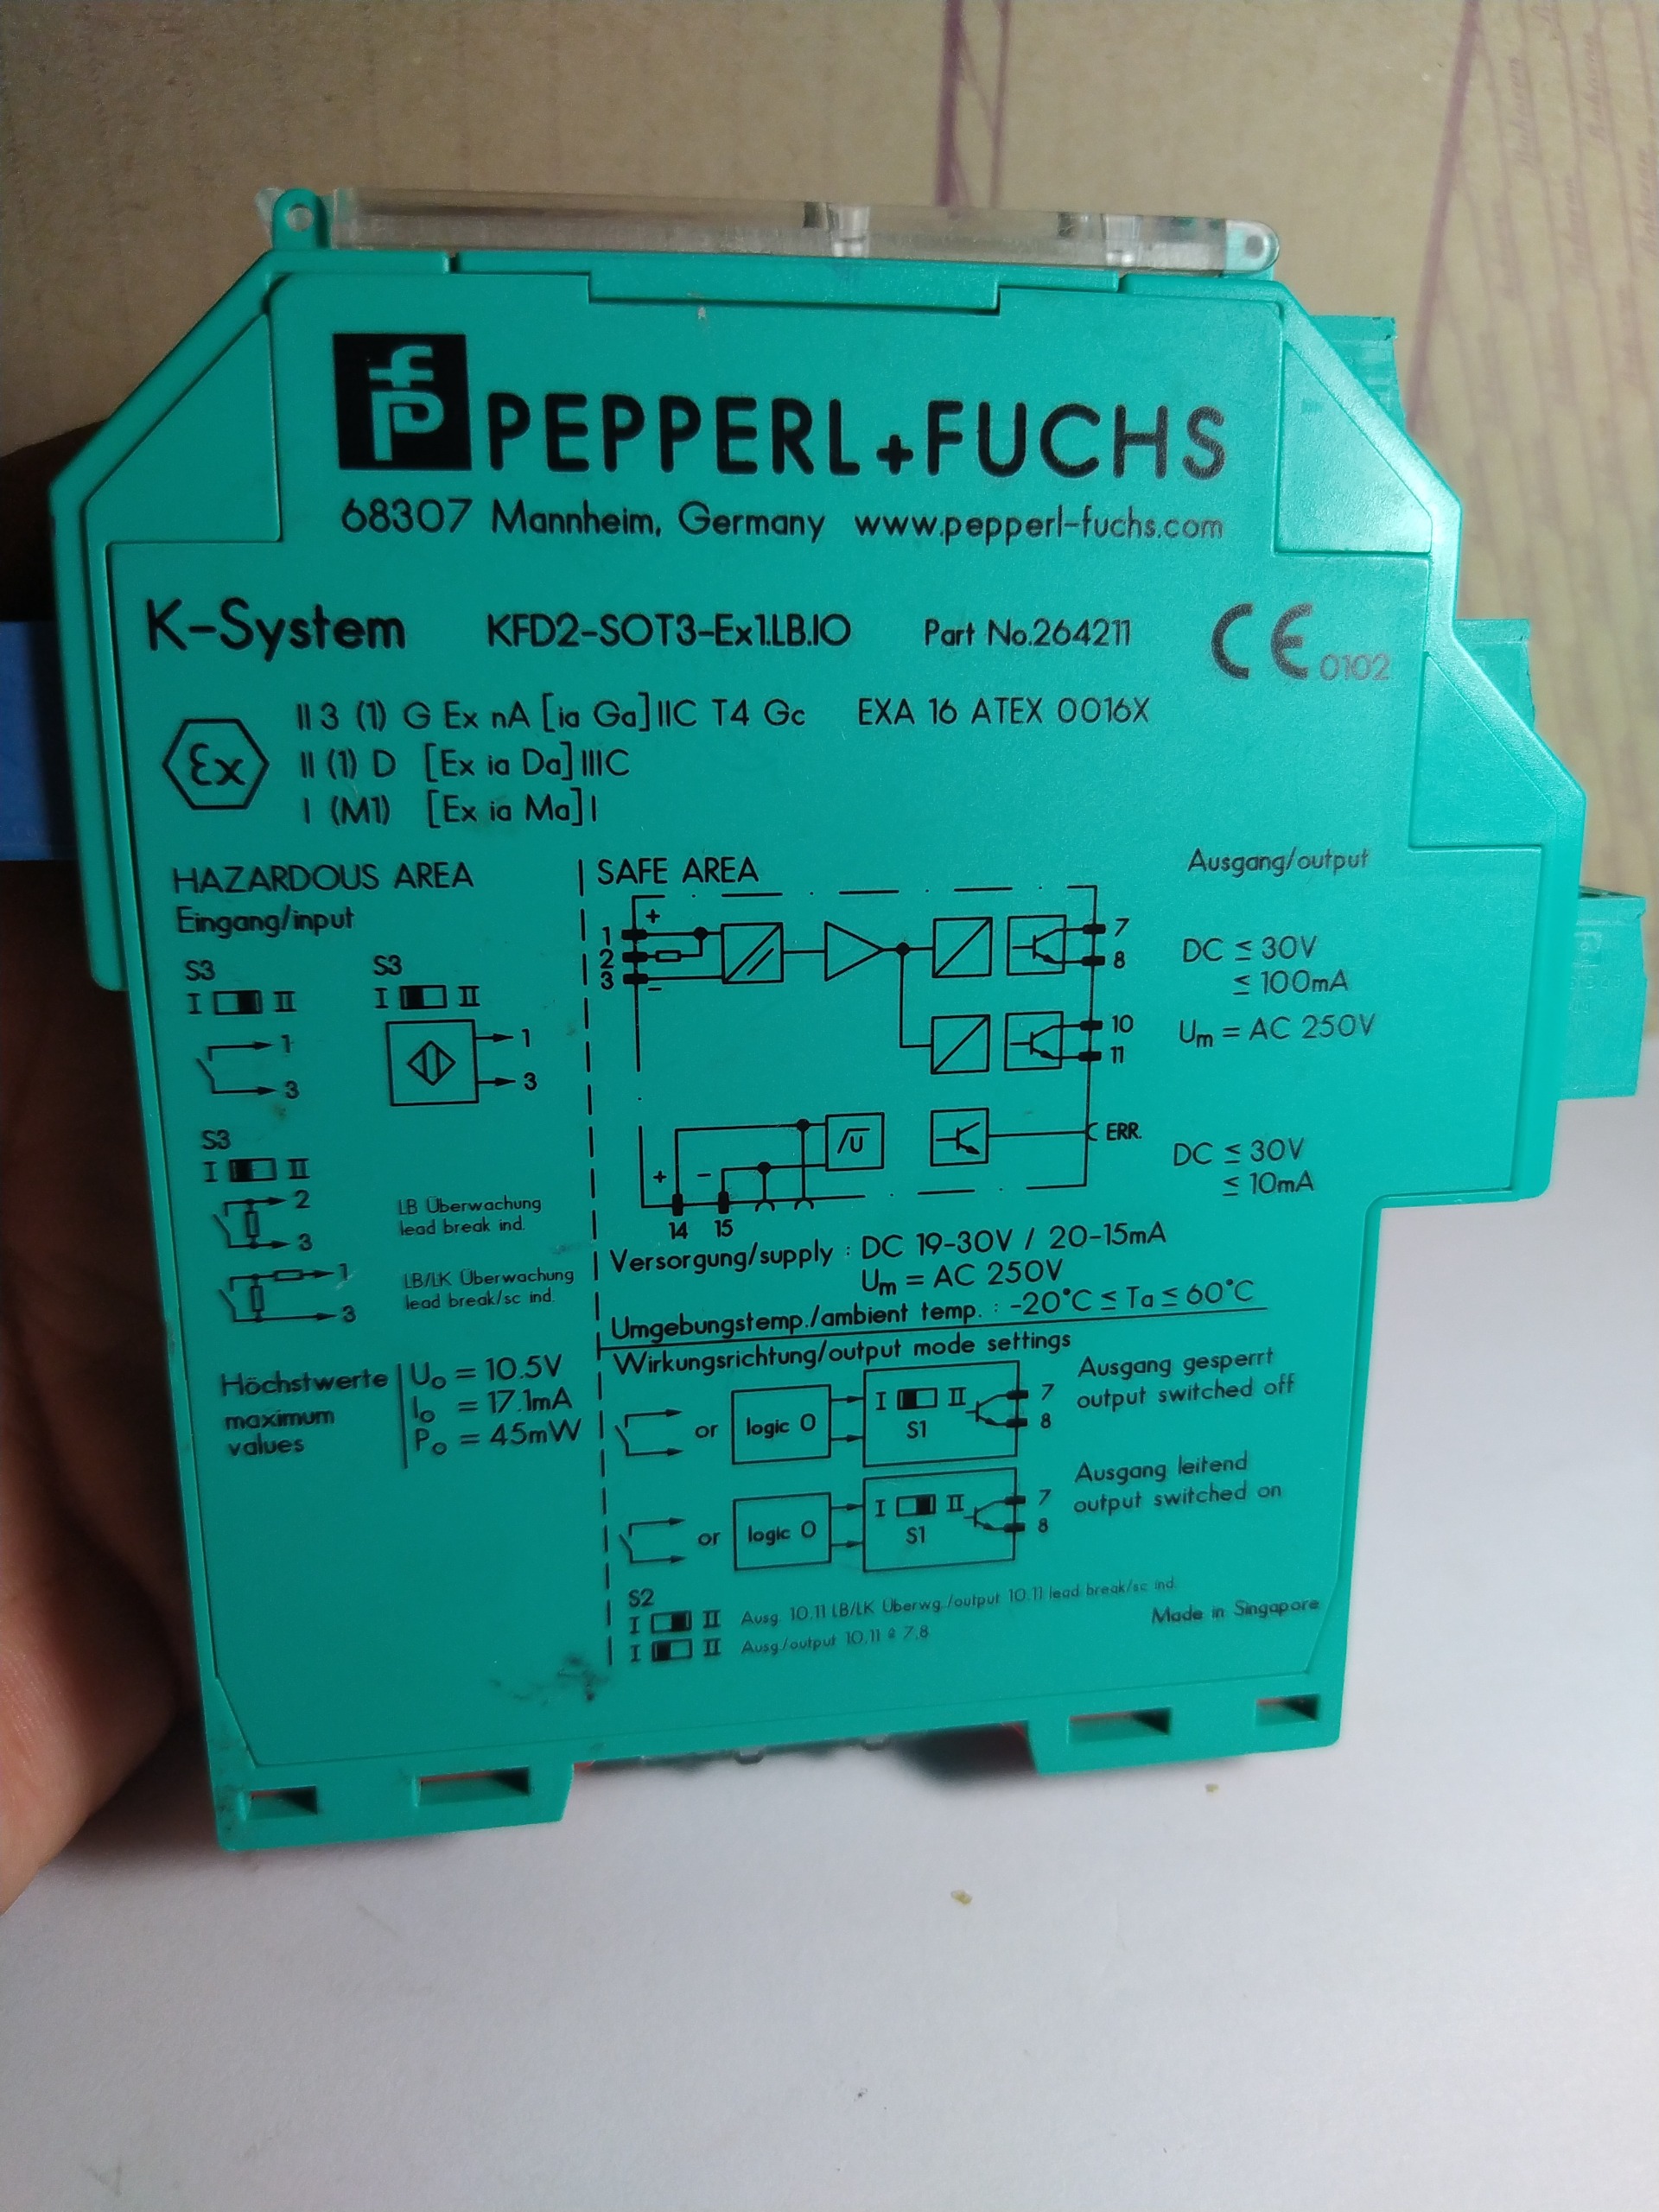 PEPPERL+FUCHS
68307 Mannheim, Germany www.pepperl-fuchs.com
K-System KFD2-SOT3-Ex1.LB.IO Part No.264211 CE 0102
Ex
II 3 (1) G Ex nA [ia Ga] IIC T4 Gc EXA 16 ATEX 0016X
II (1) D [Ex ia Da] IIIC
I (M1) [Ex ia Ma] I
HAZARDOUS AREA
Eingang/input
S3
I II
1
3
S3
I II
1
3
S3
I II
2
3
LB Überwachung
lead break ind.
1
3
LB/LK Überwachung
lead break/sc ind.
Höchstwerte
maximum
values
Uo = 10.5V
Io = 17.1mA
Po = 45mW
SAFE AREA
Ausgang/output
+
1
2
3
-
7
8
DC ≤ 30V
≤ 100mA
10
11
Um = AC 250V
/U
ERR.
DC ≤ 30V
≤ 10mA
+ -
14 15
Versorgung/supply : DC 19-30V / 20-15mA
Um = AC 250V
Umgebungstemp./ambient temp. : -20°C ≤ Ta ≤ 60°C
Wirkungsrichtung/output mode settings
or
logic 0
I II
S1
7
8
Ausgang gesperrt
output switched off
or
logic 0
I II
S1
7
8
Ausgang leitend
output switched on
S2
I II Ausg. 10,11 LB/LK Überwg./output 10,11 lead break/sc ind.
I II Ausg./output 10,11 ≙ 7,8
Made in Singapore